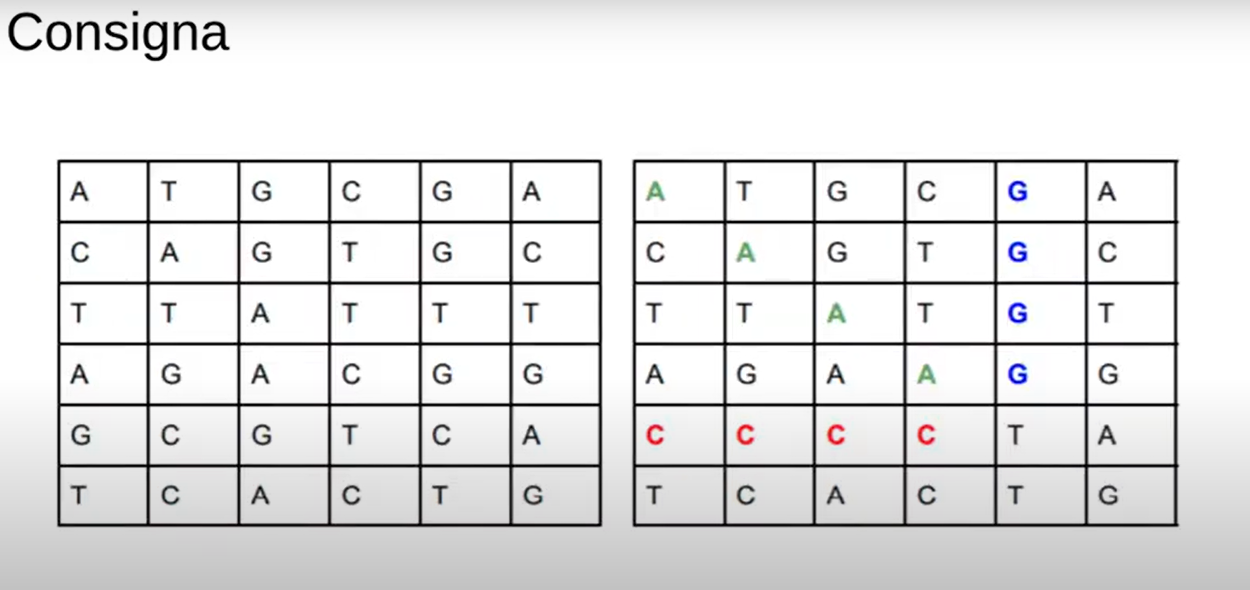 Consigna
A T G C G A
C A G T G C
T T A T T T
A G A C G G
G C G T C A
T C A C T G
A T G C G A
C A G T G C
T T A T G T
A G A A G G
C C C C T A
T C A C T G